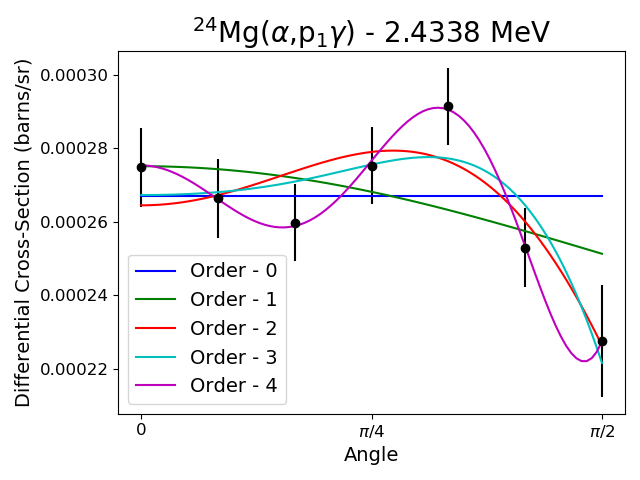 ²⁴Mg(α,p₁γ) - 2.4338 MeV
Differential Cross-Section (barns/sr)
0.00030
0.00028
0.00026
0.00024
0.00022
Order - 0
Order - 1
Order - 2
Order - 3
Order - 4
0
π/4
π/2
Angle